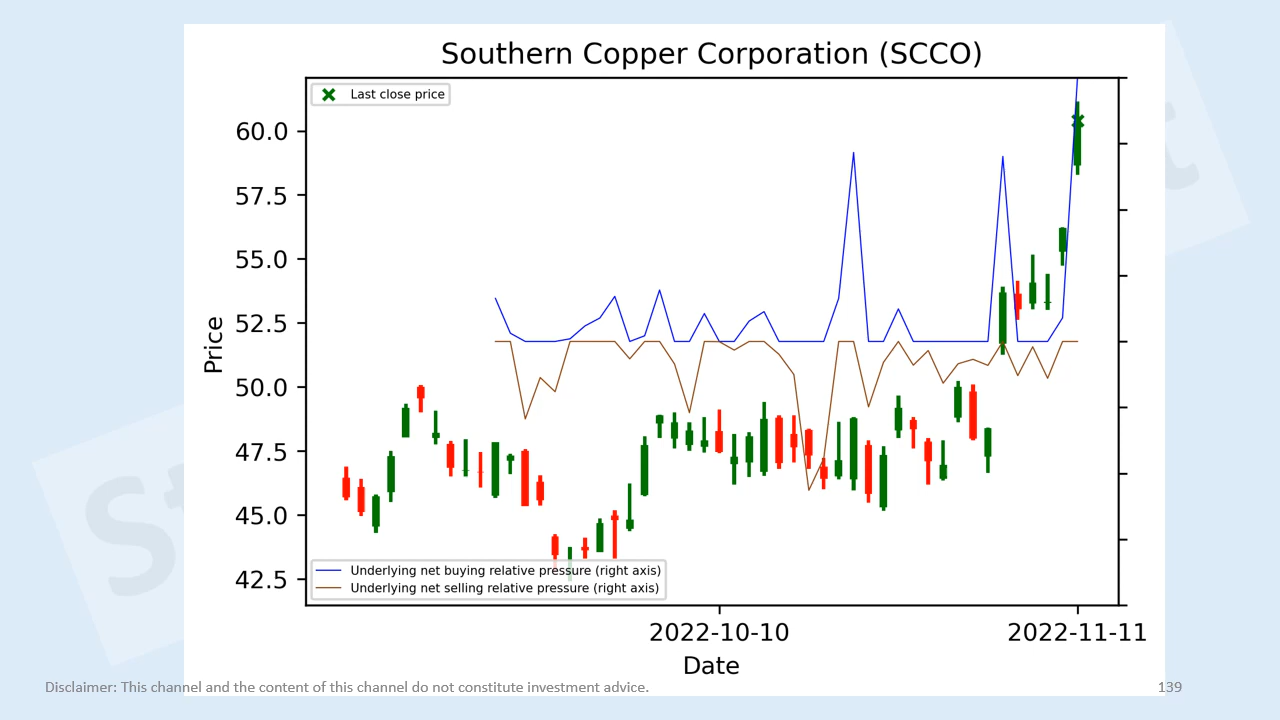 Southern Copper Corporation (SCCO)
Last close price
60.0
57.5
55.0
52.5
50.0
47.5
45.0
42.5
Price
Underlying net buying relative pressure (right axis)
Underlying net selling relative pressure (right axis)
2022-10-10
2022-11-11
Date
Disclaimer: This channel and the content of this channel do not constitute investment advice.
139